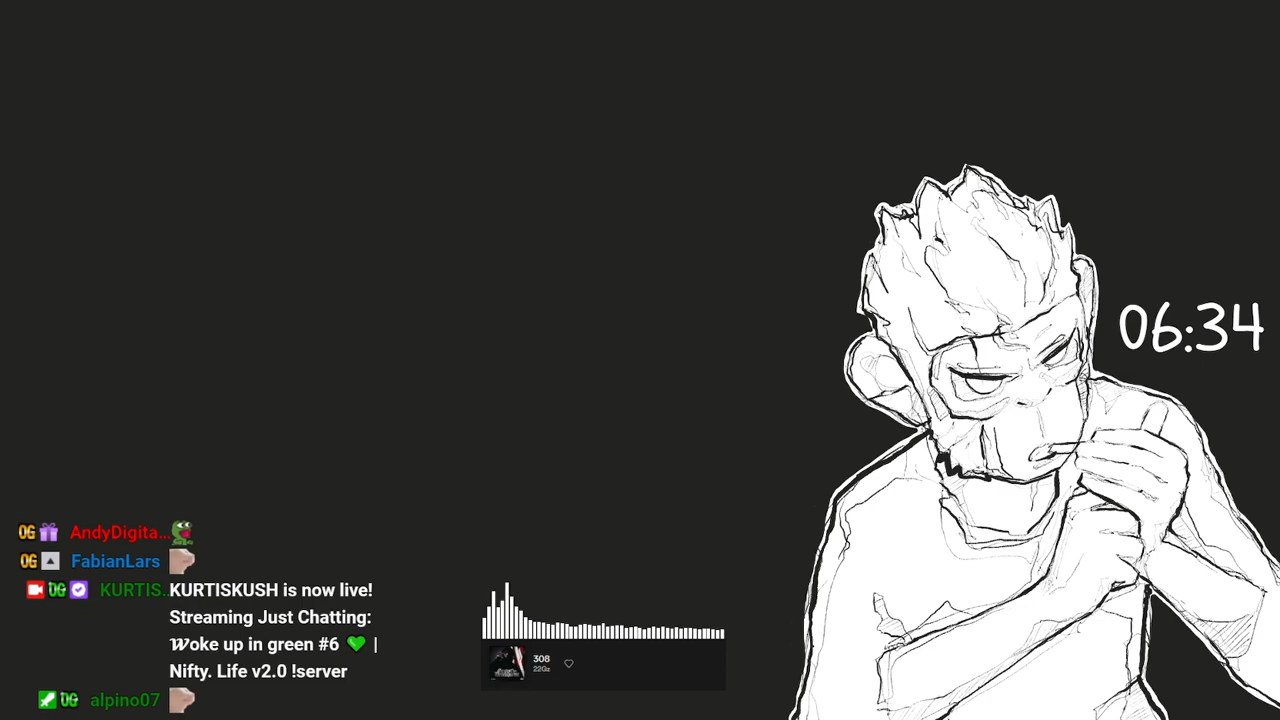 06:34
OG AndyDigita...
OG FabianLars
OG KURTIS... KURTISKUSH is now live!
Streaming Just Chatting:
Woke up in green #6 💚 |
Nifty. Life v2.0 !server
OG alpino07
308
22Gz